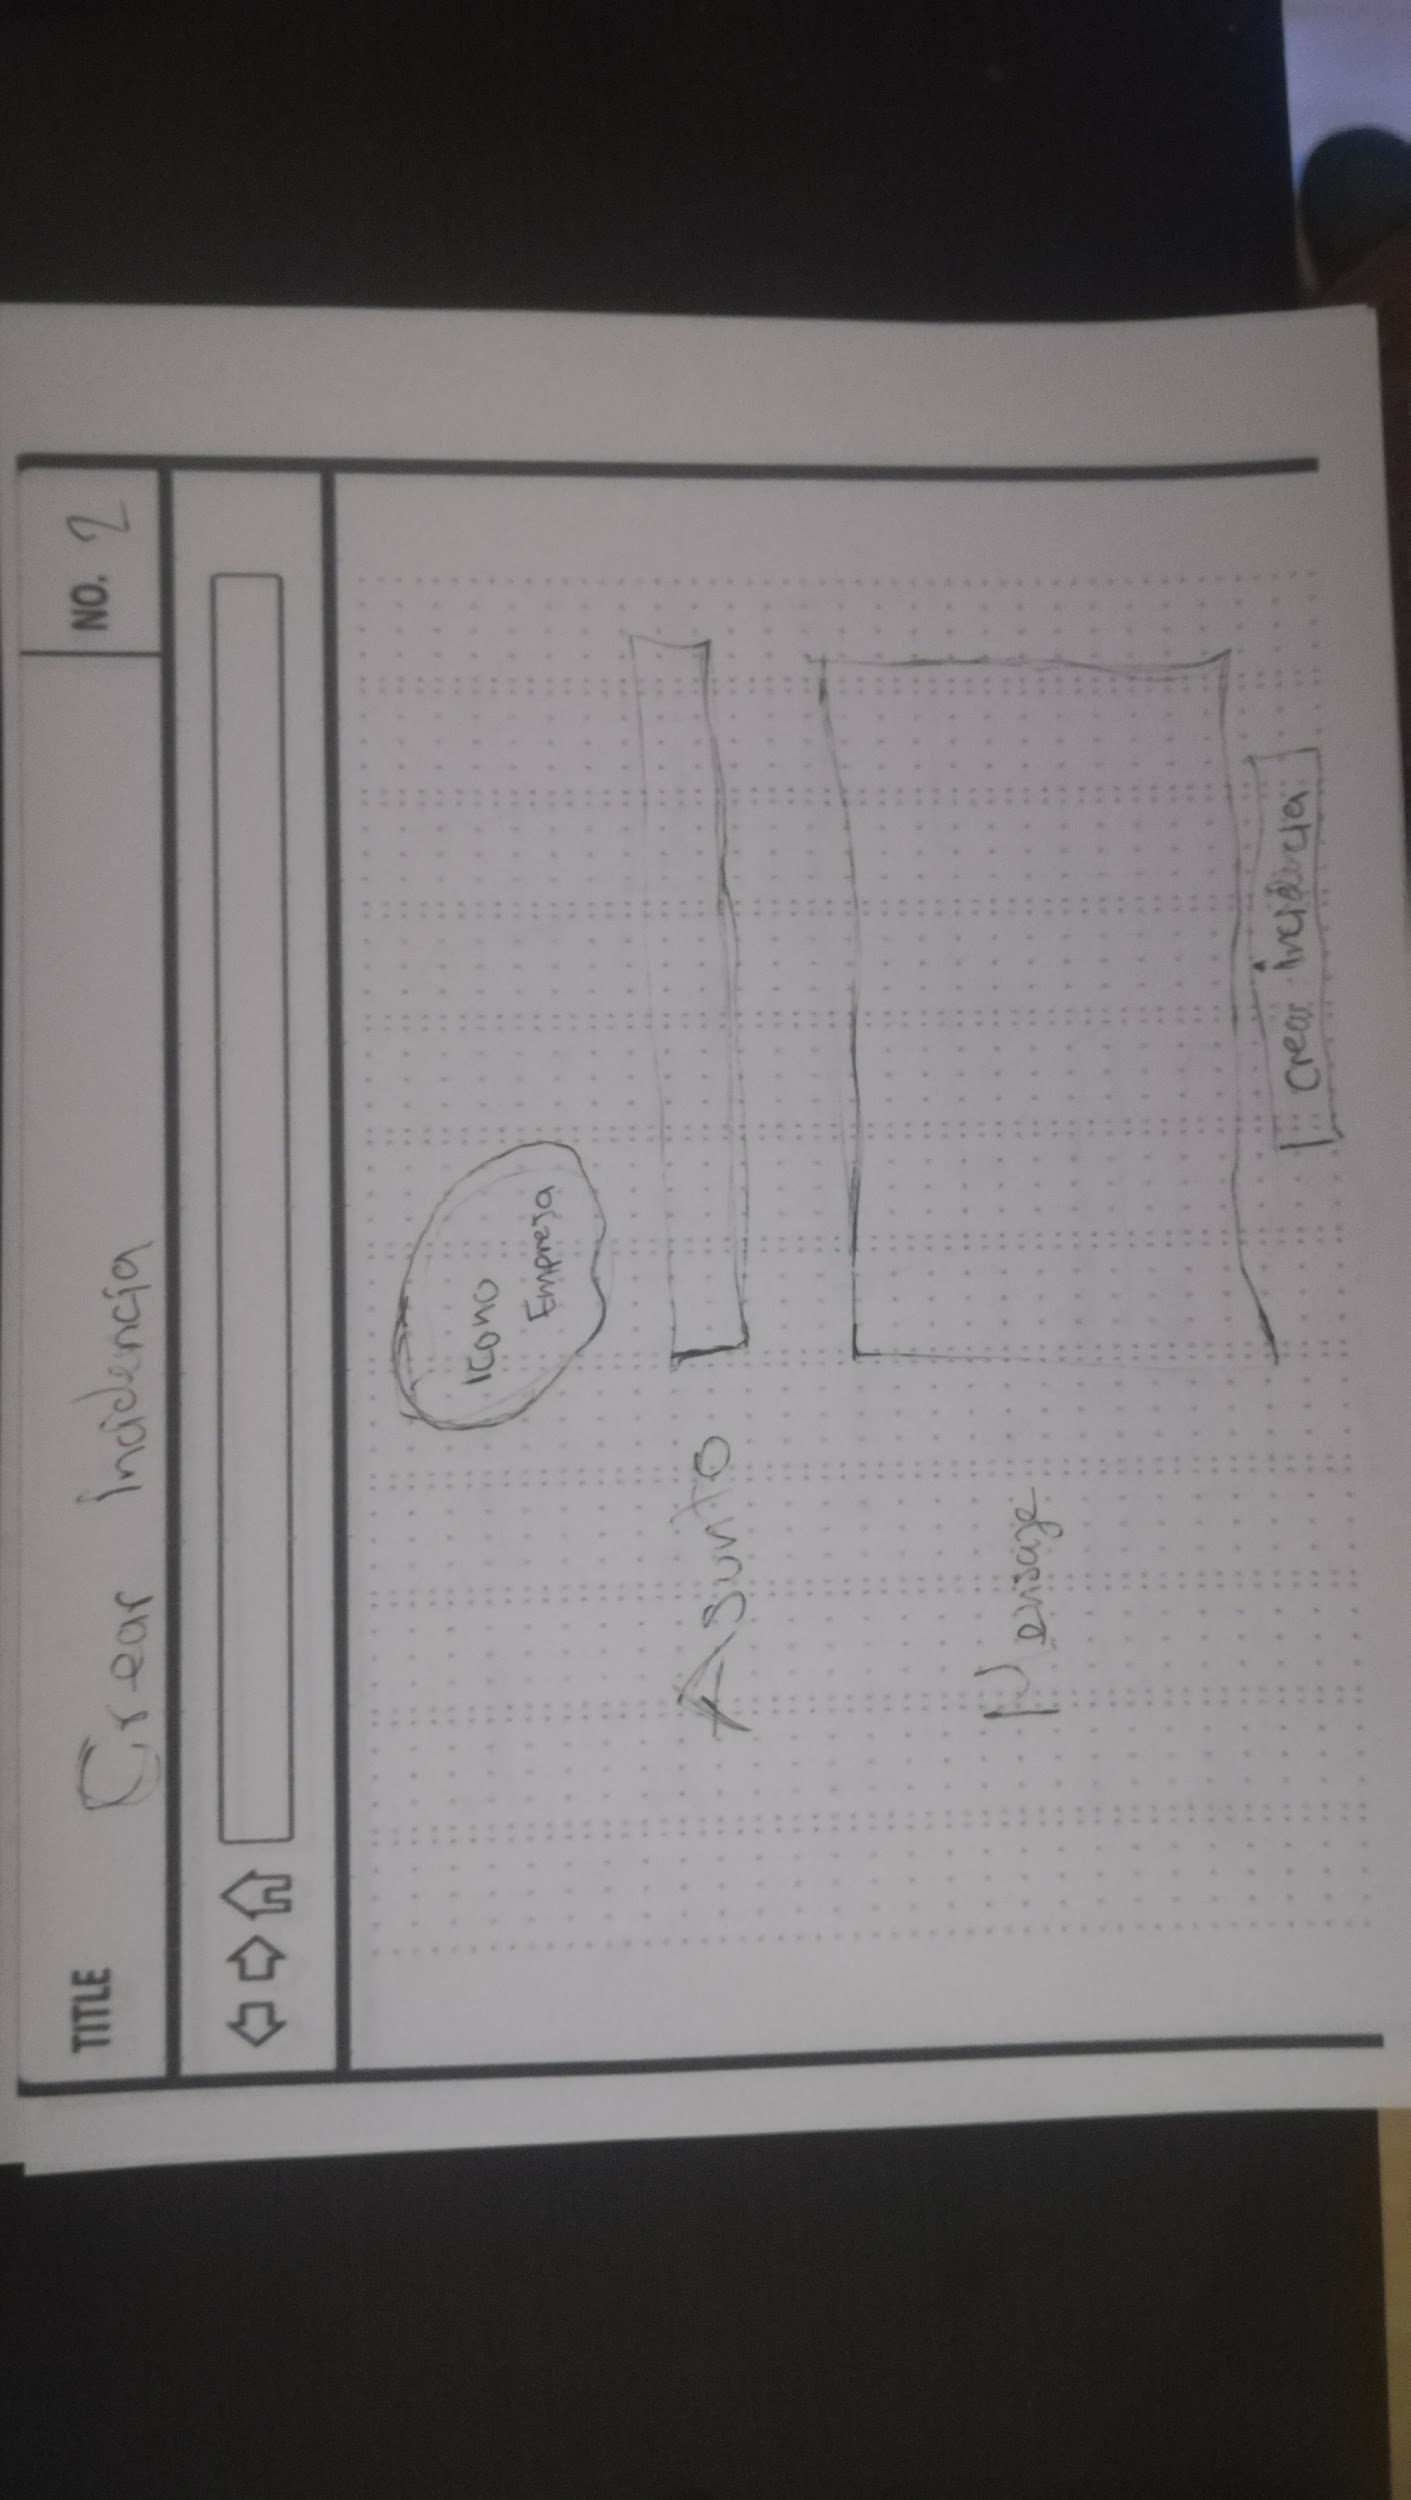 TITLE Crear Incidencia NO. 2
Icono
Empresa
Asunto
Mensaje
Crear incidencia